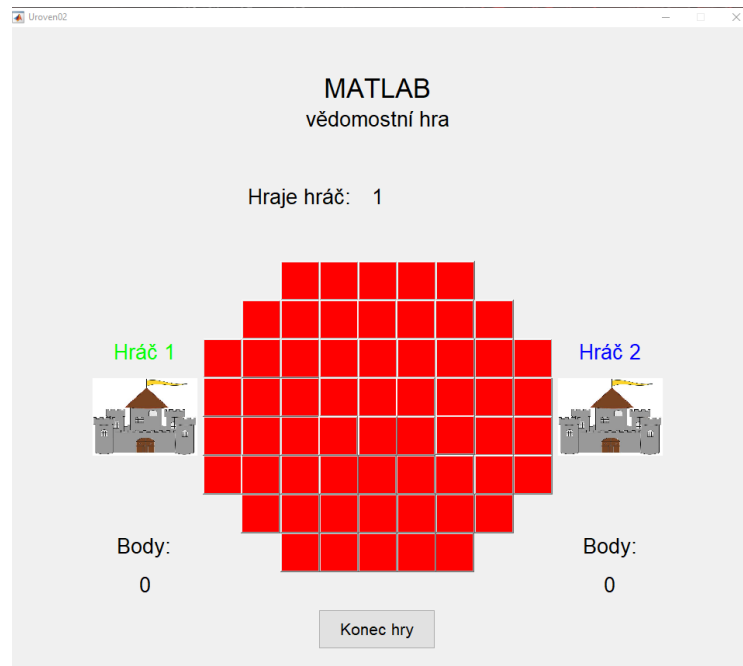 Uroven02
MATLAB
vědomostní hra
Hraje hráč: 1
Hráč 1
Hráč 2
Body:
0
Body:
0
Konec hry